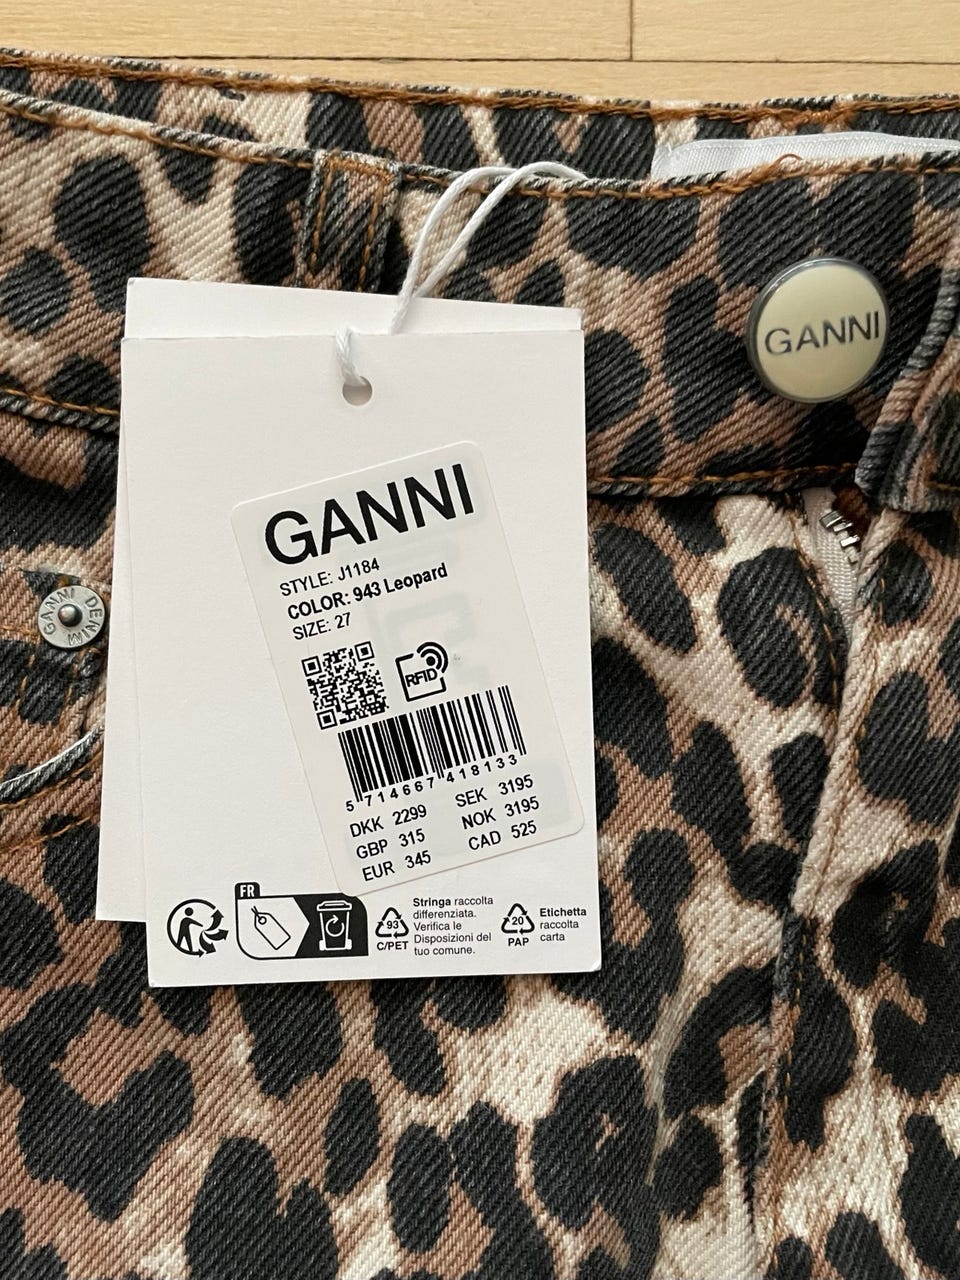 GANNI
GANNI
STYLE: J1184
COLOR: 943 Leopard
SIZE: 27
RFID
5 714667 418133
DKK 2299
SEK 3195
GBP 315
NOK 3195
EUR 345
CAD 525
GANNI DENIM
FR
93
C/PET
Stringa raccolta
differenziata.
Verifica le
Disposizioni del
tuo comune.
20
PAP
Etichetta
raccolta
carta